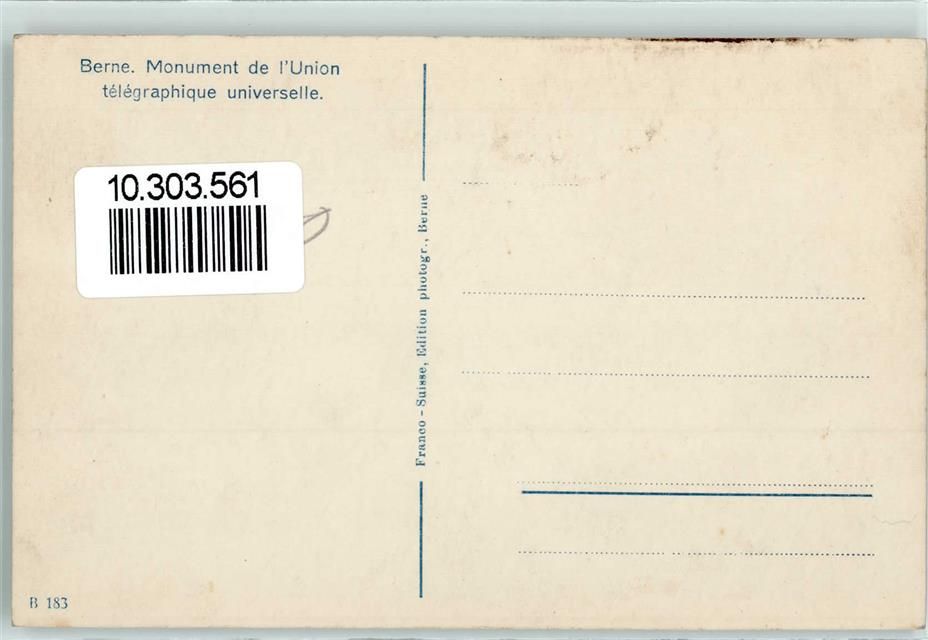 Berne. Monument de l'Union
télégraphique universelle.
10.303.561
Franco-Suisse, Edition photogr., Berne
B 183